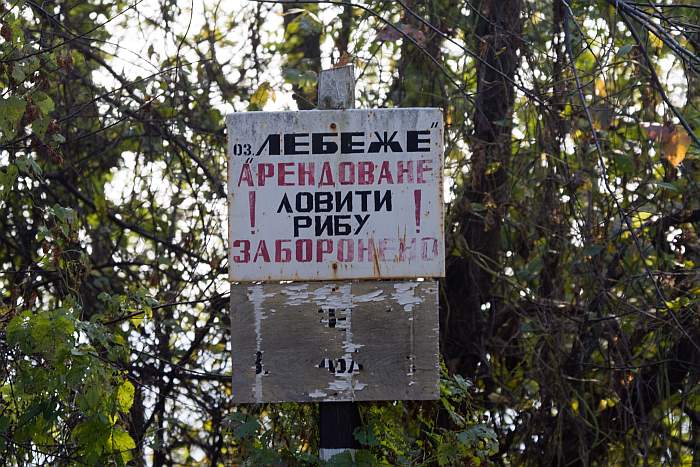 оз. "ЛЕБЕЖЕ"
АРЕНДОВАНЕ
! ЛОВИТИ !
РИБУ
ЗАБОРОНЕНО